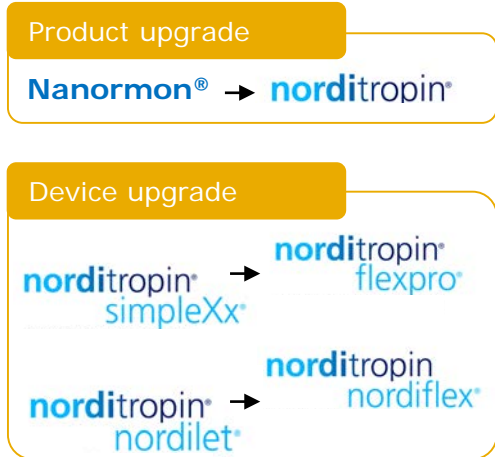 Product upgrade
Nanormon® → norditropin®
Device upgrade
norditropin® → norditropin®
simpleXx® flexpro®
norditropin® → norditropin
nordilet® nordiflex®